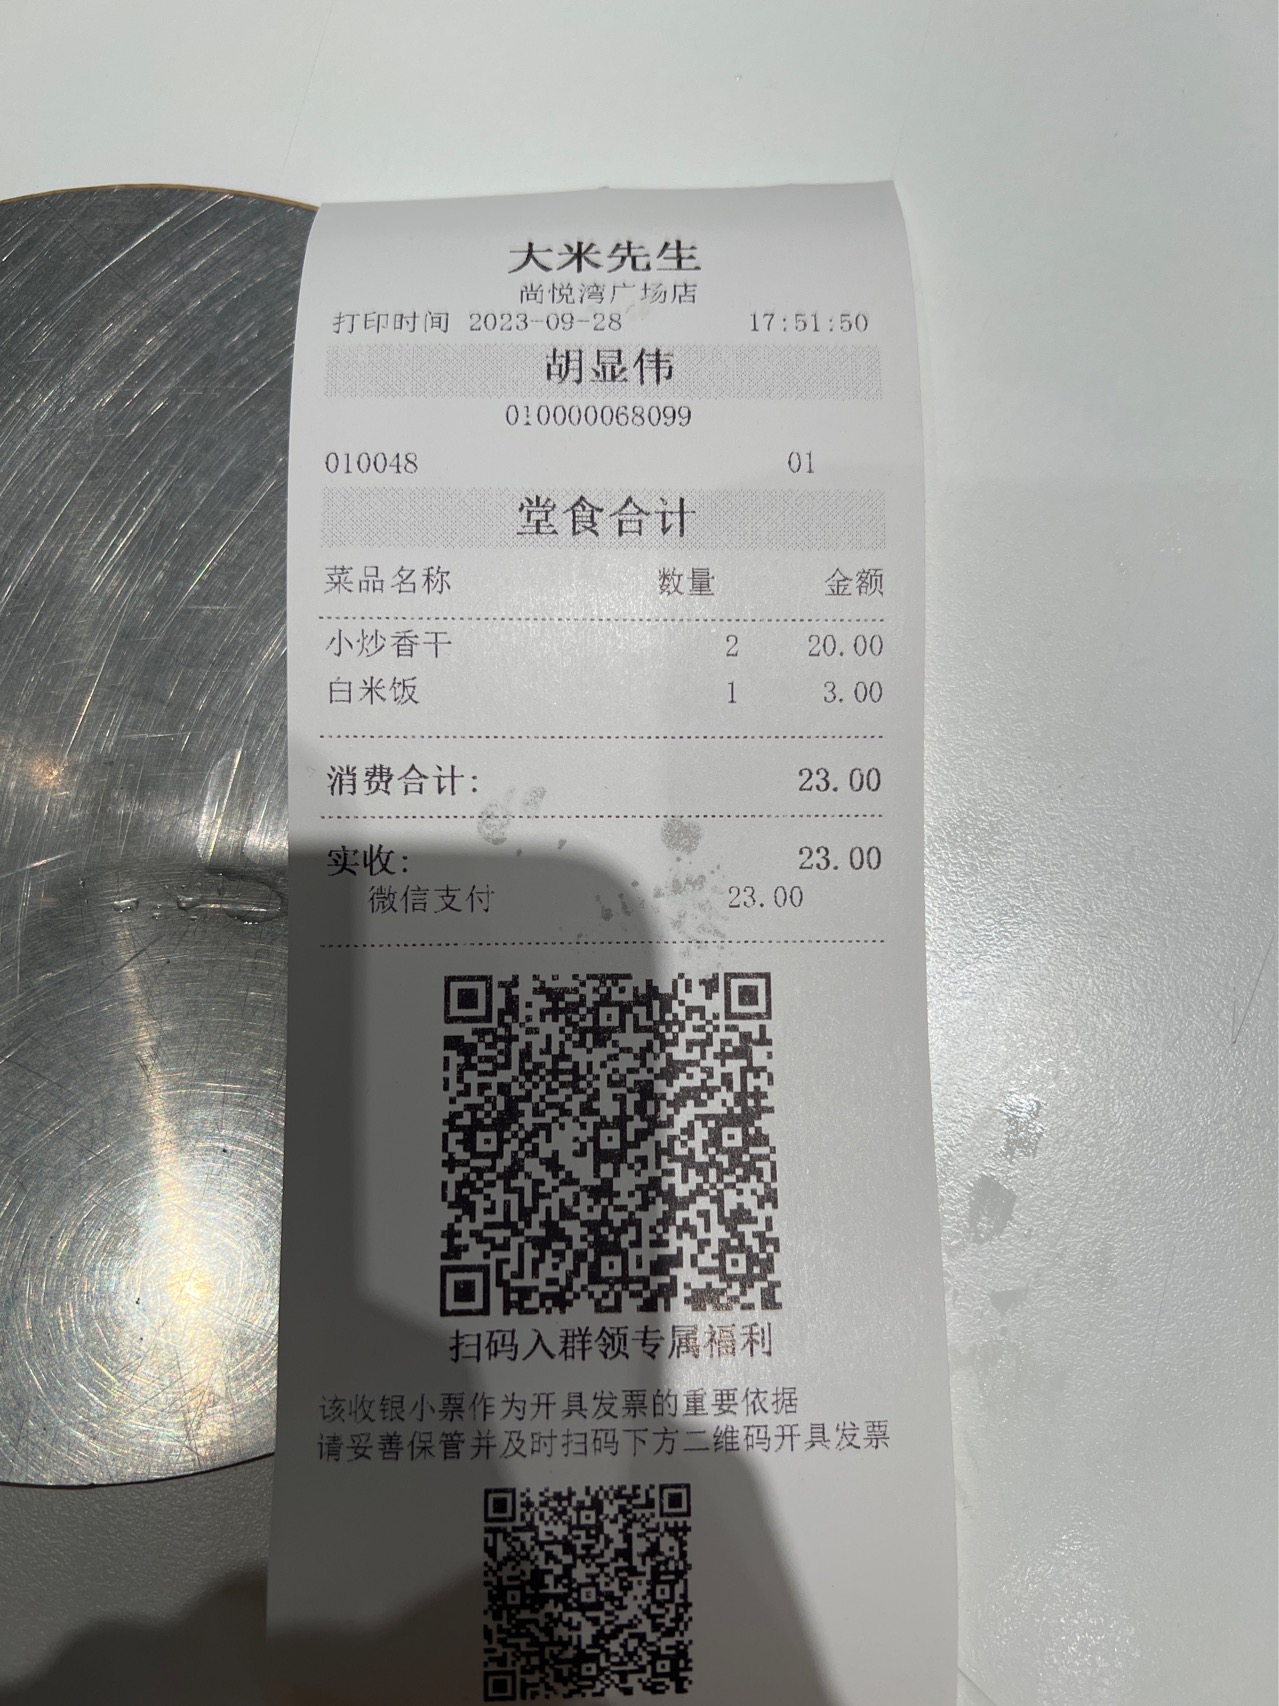 大米先生
尚悦湾广场店
打印时间 2023-09-28 17:51:50
胡显伟
010000068099
010048 01
堂食合计
菜品名称 数量 金额
小炒香干 2 20.00
白米饭 1 3.00
消费合计: 23.00
实收: 23.00
微信支付 23.00
扫码入群领专属福利
该收银小票作为开具发票的重要依据
请妥善保管并及时扫码下方二维码开具发票